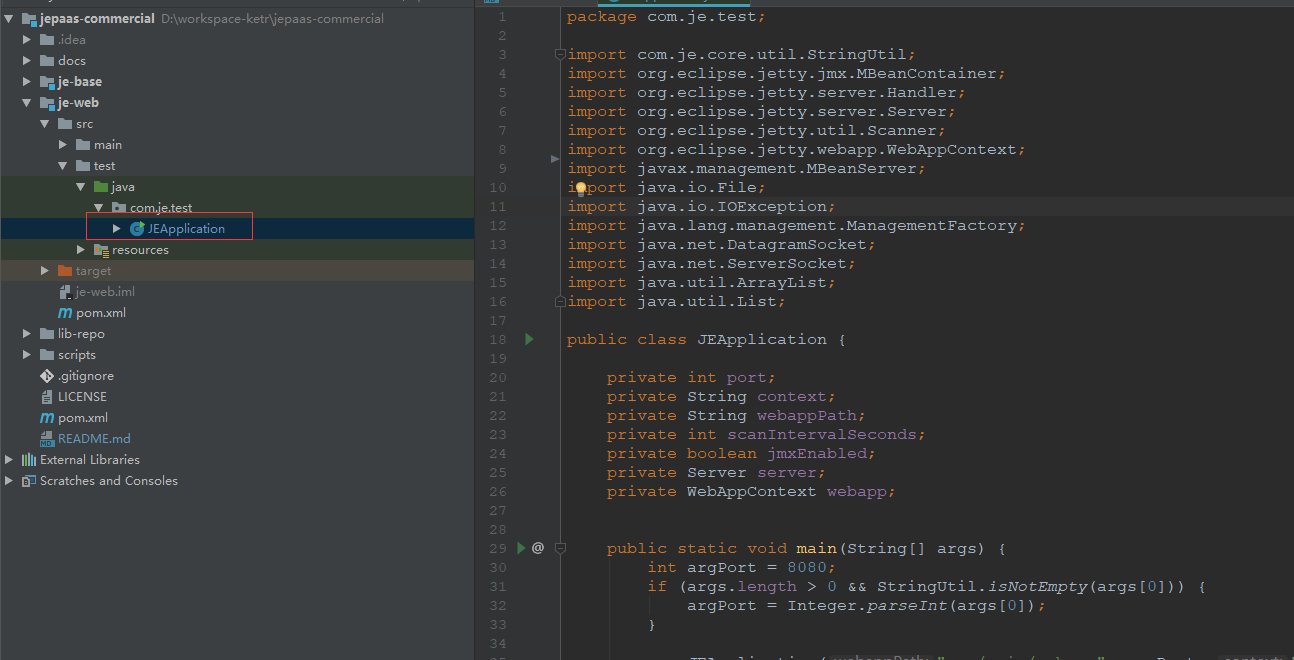 jepaas-commercial D:\workspace-ketr\jepaas-commercial
.idea
docs
je-base
je-web
src
main
test
java
com.je.test
JEApplication
resources
target
je-web.iml
pom.xml
lib-repo
scripts
.gitignore
LICENSE
pom.xml
README.md
External Libraries
Scratches and Consoles
1 package com.je.test;
2
3 import com.je.core.util.StringUtil;
4 import org.eclipse.jetty.jmx.MBeanContainer;
5 import org.eclipse.jetty.server.Handler;
6 import org.eclipse.jetty.server.Server;
7 import org.eclipse.jetty.util.Scanner;
8 import org.eclipse.jetty.webapp.WebAppContext;
9 import javax.management.MBeanServer;
10 import java.io.File;
11 import java.io.IOException;
12 import java.lang.management.ManagementFactory;
13 import java.net.DatagramSocket;
14 import java.net.ServerSocket;
15 import java.util.ArrayList;
16 import java.util.List;
17
18 public class JEApplication {
19
20 private int port;
21 private String context;
22 private String webappPath;
23 private int scanIntervalSeconds;
24 private boolean jmxEnabled;
25 private Server server;
26 private WebAppContext webapp;
27
28
29 @ public static void main(String[] args) {
30 int argPort = 8080;
31 if (args.length > 0 && StringUtil.isNotEmpty(args[0])) {
32 argPort = Integer.parseInt(args[0]);
33 }
34